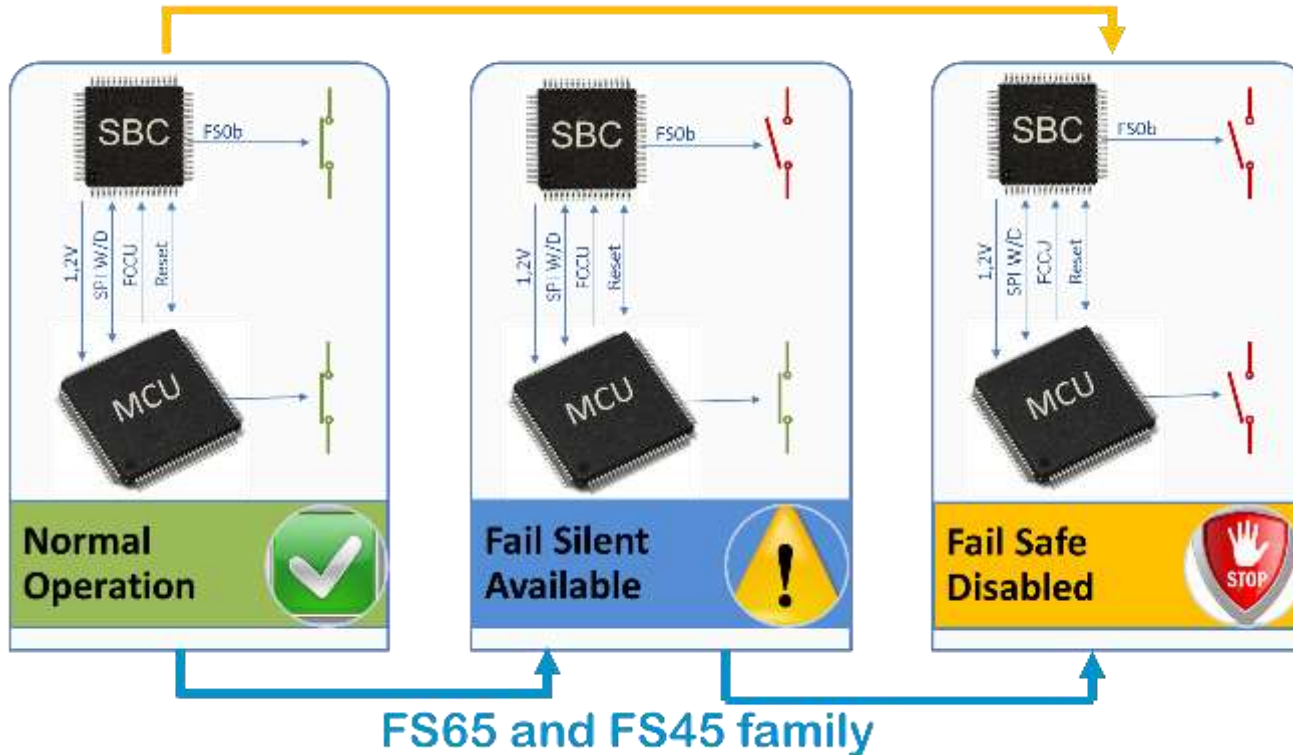 SBC
FS0b
1,2V
SPI W/D
FCCU
Reset
MCU
Normal
Operation
SBC
FS0b
1,2V
SPI W/D
FCCU
Reset
MCU
Fail Silent
Available
!
SBC
FS0b
1,2V
SPI W/D
FCCU
Reset
MCU
Fail Safe
Disabled
STOP
FS65 and FS45 family